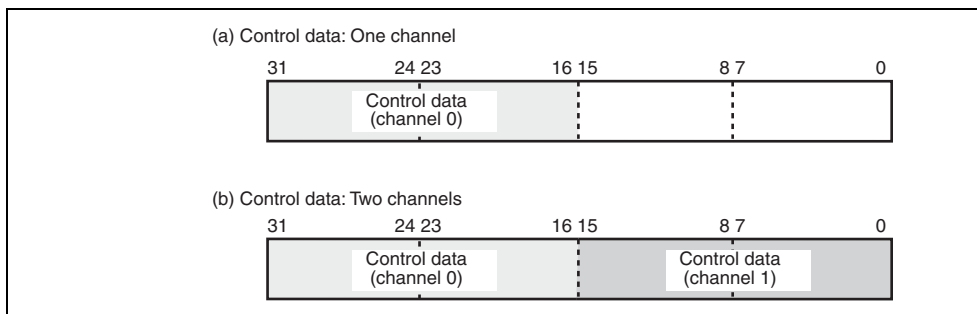 (a) Control data: One channel
31 24 23 16 15 8 7 0
Control data
(channel 0)
(b) Control data: Two channels
31 24 23 16 15 8 7 0
Control data Control data
(channel 0) (channel 1)